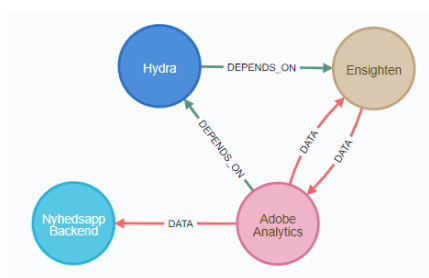 Hydra
DEPENDS_ON
Ensighten
DEPENDS_ON
DATA
DATA
Nyhedsapp
Backend
DATA
Adobe
Analytics